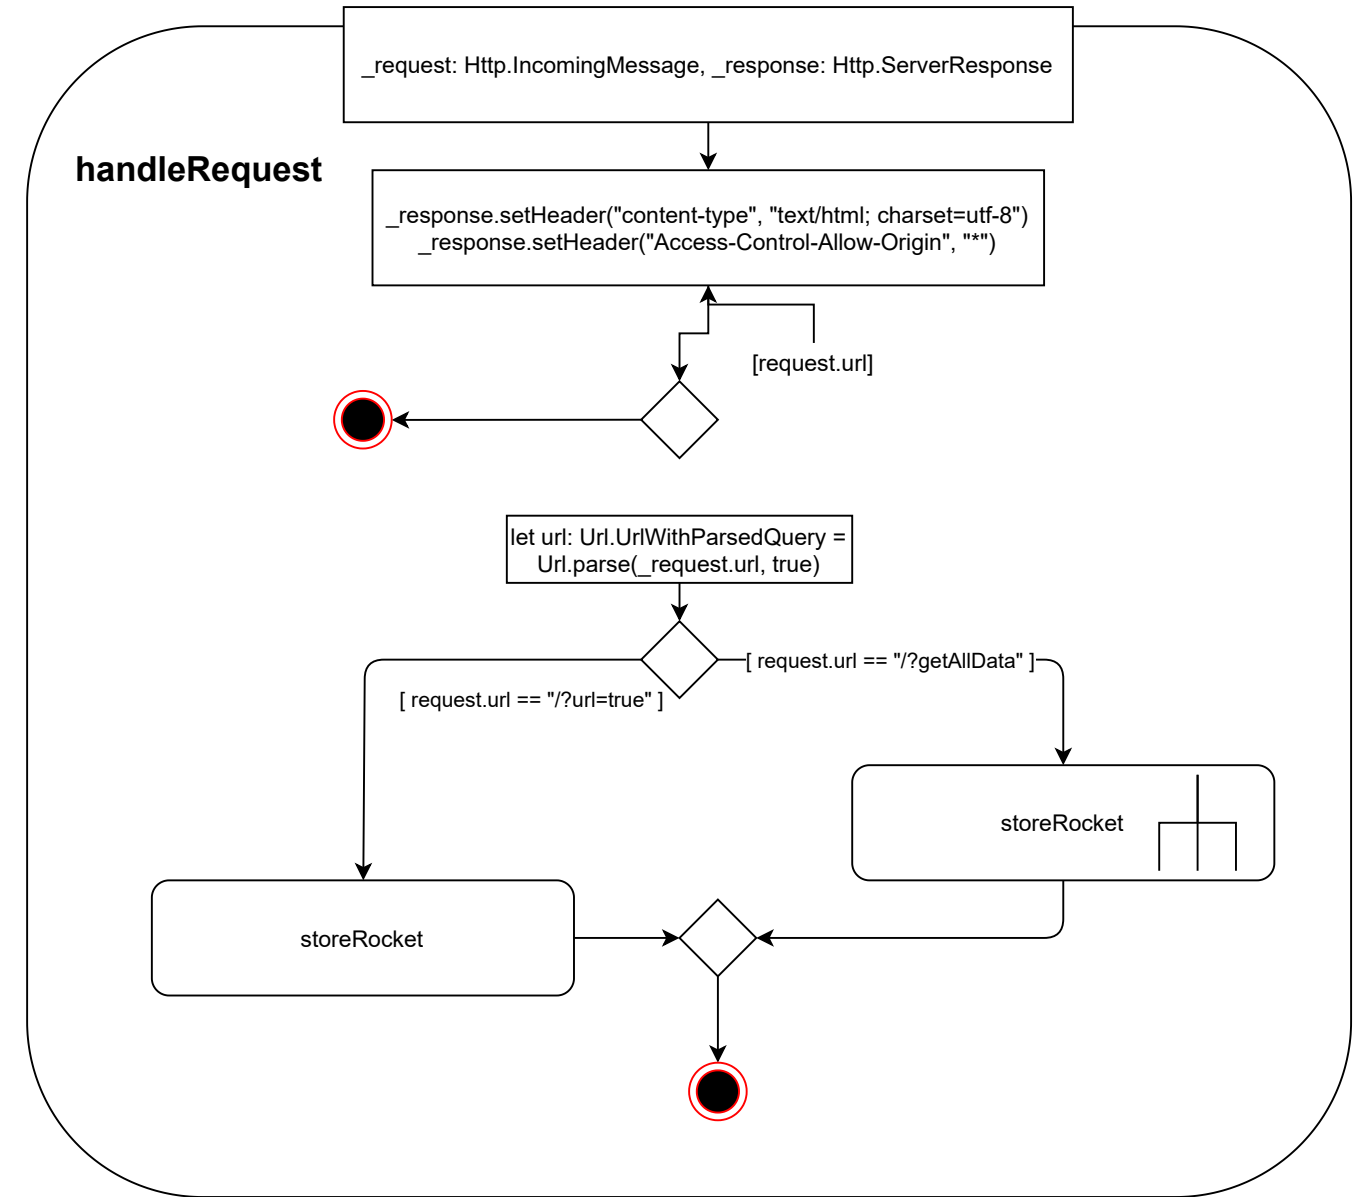 _request: Http.IncomingMessage, _response: Http.ServerResponse
handleRequest
_response.setHeader("content-type", "text/html; charset=utf-8")
_response.setHeader("Access-Control-Allow-Origin", "*")
[request.url]
let url: Url.UrlWithParsedQuery =
Url.parse(_request.url, true)
[ request.url == "/?getAllData" ]
[ request.url == "/?url=true" ]
storeRocket
storeRocket